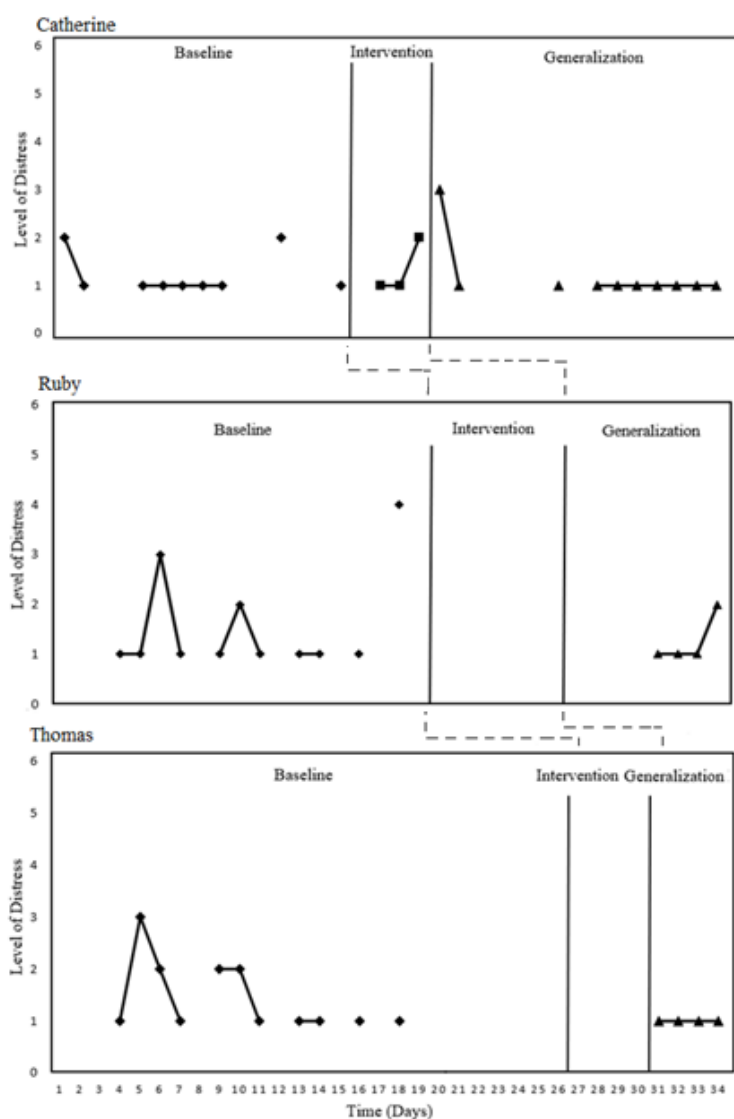 Catherine
6
Baseline
Intervention
Generalization
5
4
Level of Distress
3
2
1
0
Ruby
6
Baseline
Intervention
Generalization
5
4
Level of Distress
3
2
1
0
Thomas
6
Baseline
Intervention
Generalization
5
4
Level of Distress
3
2
1
0
1 2 3 4 5 6 7 8 9 10 11 12 13 14 15 16 17 18 19 20 21 22 23 24 25 26 27 28 29 30 31 32 33 34
Time (Days)